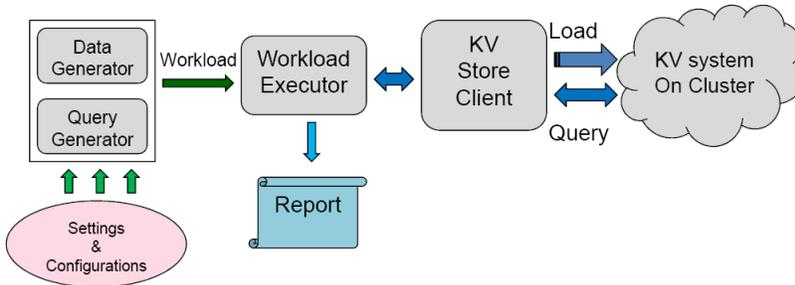 Data
Generator
Query
Generator
Settings
&
Configurations
Workload
Workload
Executor
Report
KV
Store
Client
Load
Query
KV system
On Cluster